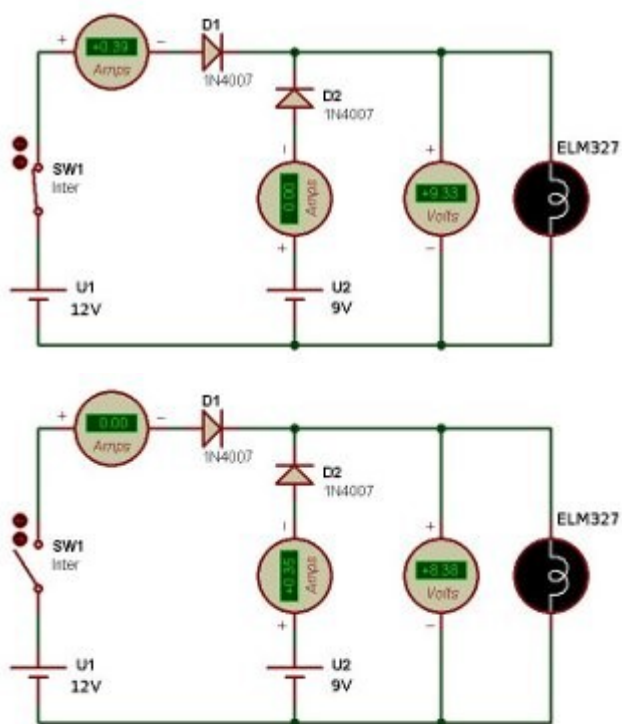 D1
+ +0.39 -
Amps
1N4007
D2
1N4007
ELM327
SW1
Inter
-
0.00
Amps
+
+
+9.33
Volts
-
U1
12V
U2
9V
D1
+ 0.00 -
Amps
1N4007
D2
1N4007
ELM327
SW1
Inter
-
+0.35
Amps
+
+
+8.38
Volts
-
U1
12V
U2
9V